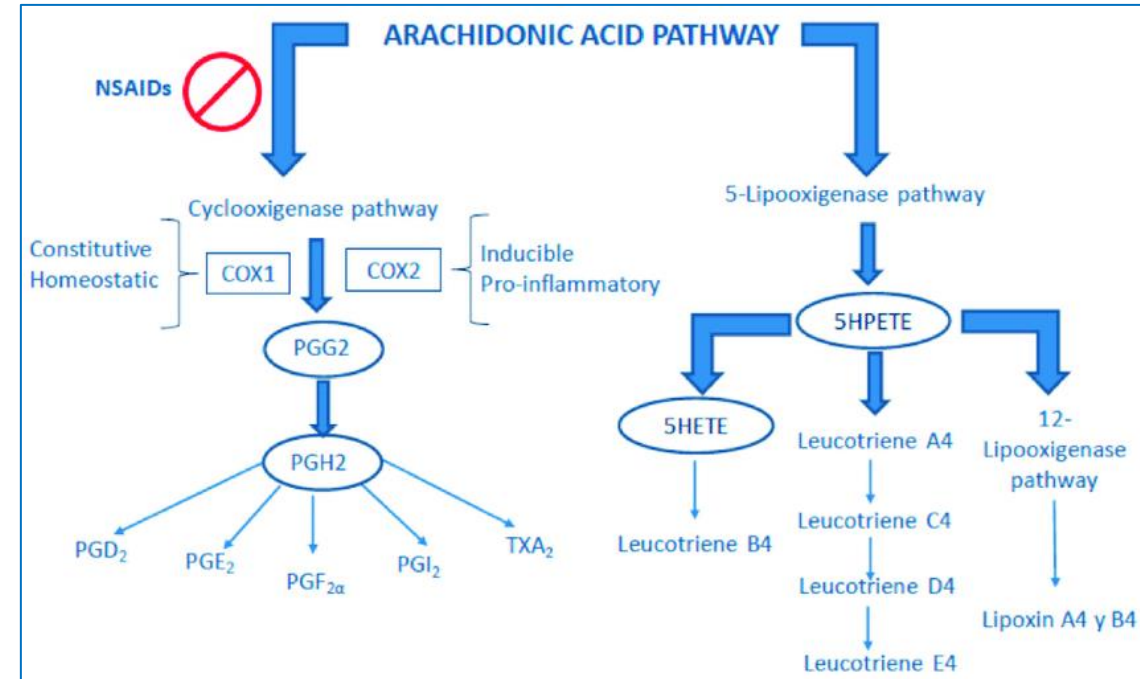 ARACHIDONIC ACID PATHWAY
NSAIDs
Cyclooxigenase pathway
Constitutive
Homeostatic
COX1
COX2
Inducible
Pro-inflammatory
PGG2
PGH2
PGD₂
PGE₂
PGF₂α
PGI₂
TXA₂
5-Lipooxigenase pathway
5HPETE
5HETE
Leucotriene B4
Leucotriene A4
Leucotriene C4
Leucotriene D4
Leucotriene E4
12-
Lipooxigenase
pathway
Lipoxin A4 y B4